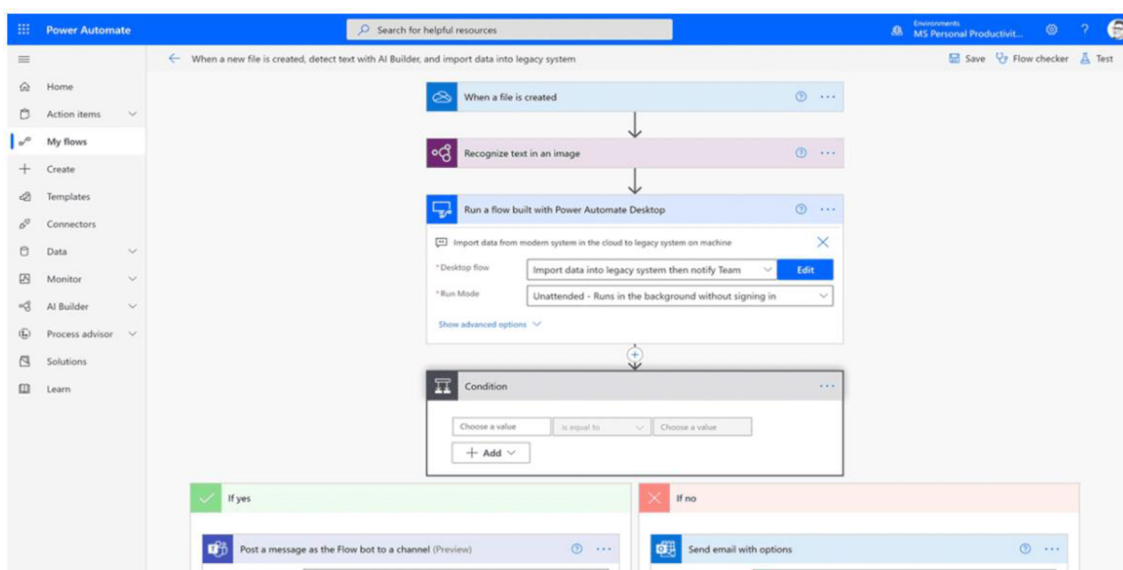 Power Automate
Search for helpful resources
Environments
MS Personal Productivit...
?
When a new file is created, detect text with AI Builder, and import data into legacy system
Save
Flow checker
Test
Home
Action items
My flows
Create
Templates
Connectors
Data
Monitor
AI Builder
Process advisor
Solutions
Learn
When a file is created
Recognize text in an image
Run a flow built with Power Automate Desktop
Import data from modern system in the cloud to legacy system on machine
*Desktop flow
Import data into legacy system then notify Team
Edit
*Run Mode
Unattended - Runs in the background without signing in
Show advanced options
Condition
Choose a value
is equal to
Choose a value
+ Add
If yes
If no
Post a message as the Flow bot to a channel (Preview)
Send email with options